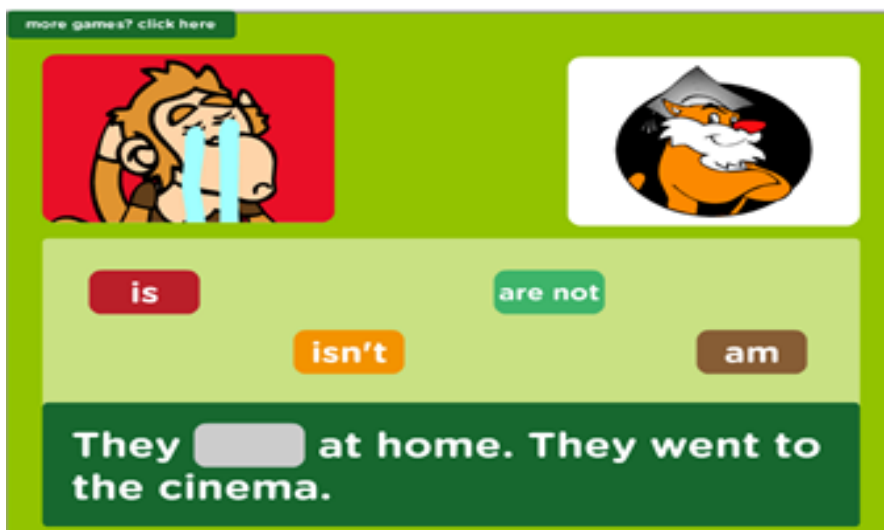 more games? click here
is
are not
isn't
am
They at home. They went to
the cinema.